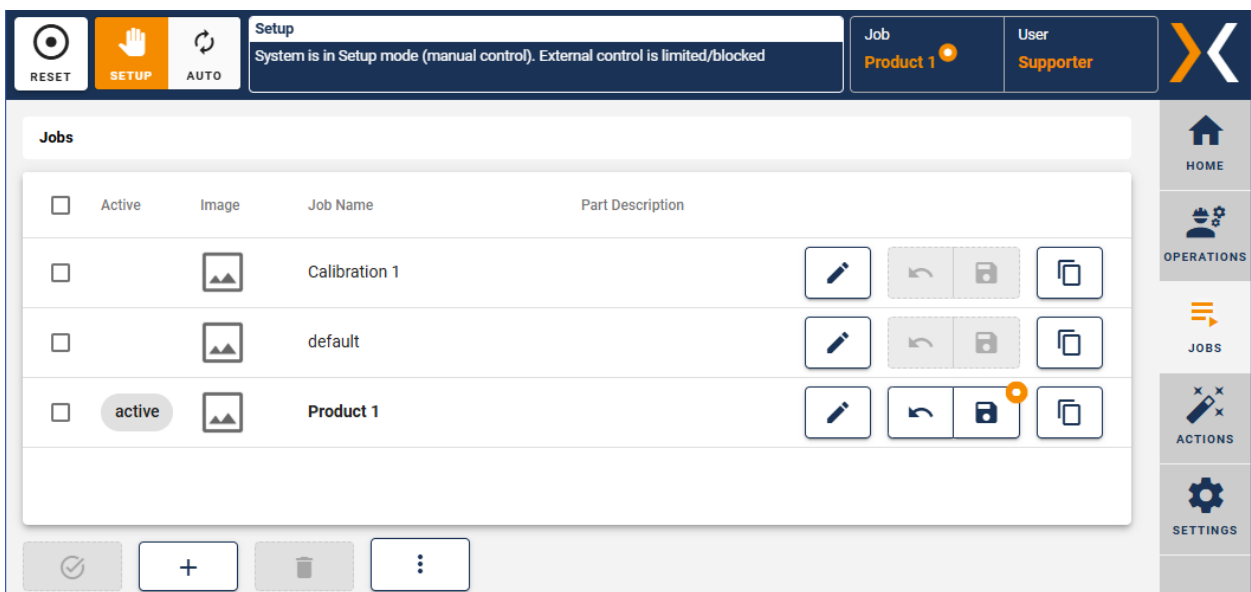 RESET
SETUP
AUTO
Setup
System is in Setup mode (manual control). External control is limited/blocked
Job
Product 1
User
Supporter
Jobs
HOME
OPERATIONS
JOBS
ACTIONS
SETTINGS
Active Image Job Name Part Description
Calibration 1
default
active Product 1